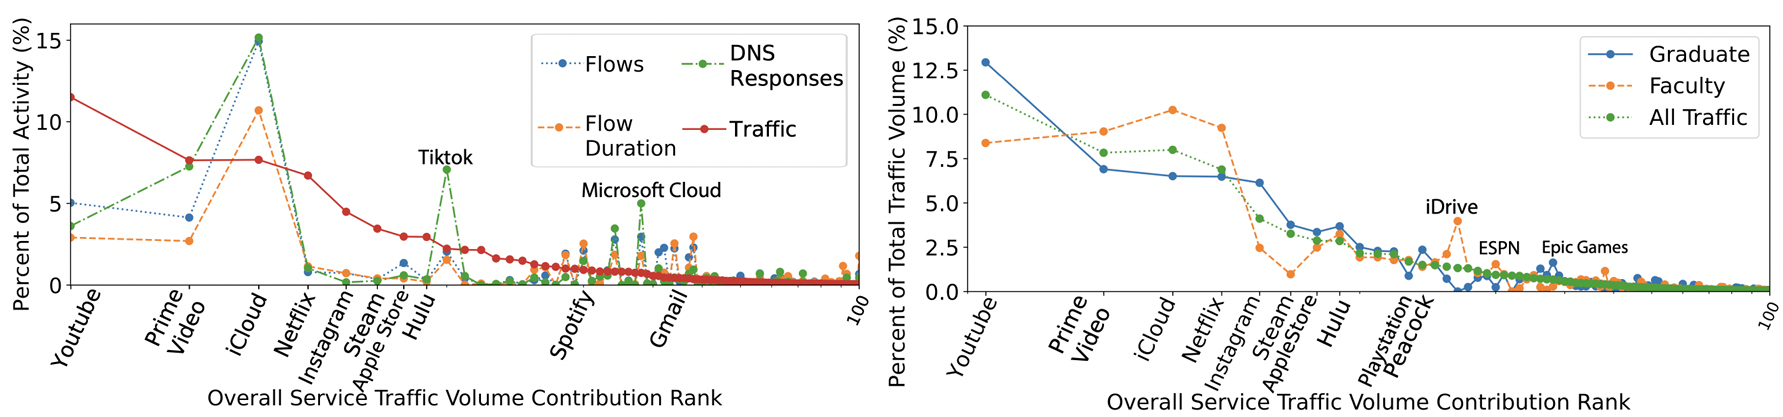 Percent of Total Activity (%)
15
10
5
0
Flows
DNS
Responses
Flow
Duration
Traffic
Tiktok
Microsoft Cloud
Youtube
Prime
Video
iCloud
Netflix
Instagram
Steam
Apple Store
Hulu
Spotify
Gmail
100
Overall Service Traffic Volume Contribution Rank
Percent of Total Traffic Volume (%)
15.0
12.5
10.0
7.5
5.0
2.5
0.0
Graduate
Faculty
All Traffic
iDrive
ESPN
Epic Games
Youtube
Prime
Video
iCloud
Netflix
Instagram
Steam
AppleStore
Hulu
Playstation
Peacock
100
Overall Service Traffic Volume Contribution Rank